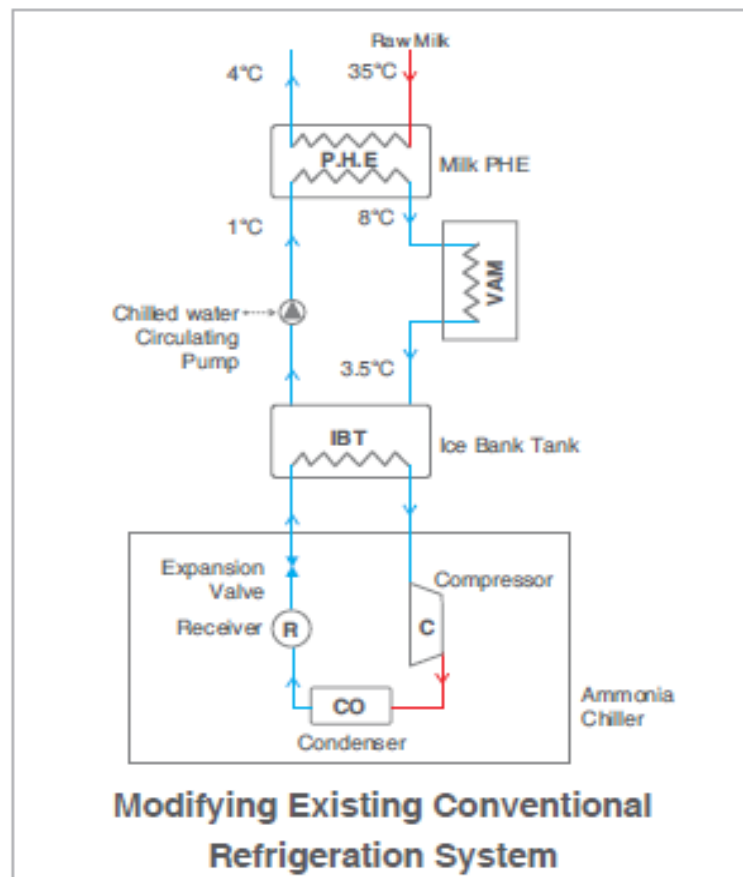 Raw Milk
4°C
35°C
P.H.E
Milk PHE
1°C
8°C
VAM
Chilled water
Circulating
Pump
3.5°C
IBT
Ice Bank Tank
Expansion
Valve
Compressor
Receiver
R
C
CO
Condenser
Ammonia
Chiller
Modifying Existing Conventional
Refrigeration System